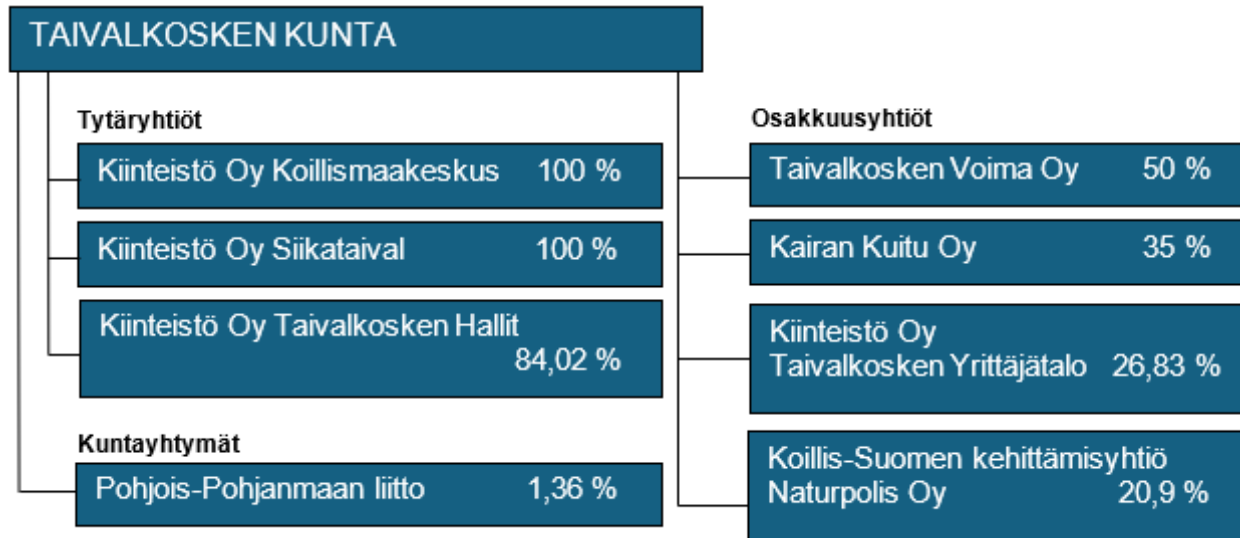 TAIVALKOSKEN KUNTA
Tytäryhtiöt
Kiinteistö Oy Koillismaakeskus 100 %
Kiinteistö Oy Siikataival 100 %
Kiinteistö Oy Taivalkosken Hallit
84,02 %
Kuntayhtymät
Pohjois-Pohjanmaan liitto 1,36 %
Osakkuusyhtiöt
Taivalkosken Voima Oy 50 %
Kairan Kuitu Oy 35 %
Kiinteistö Oy
Taivalkosken Yrittäjätalo 26,83 %
Koillis-Suomen kehittämisyhtiö
Naturpolis Oy 20,9 %